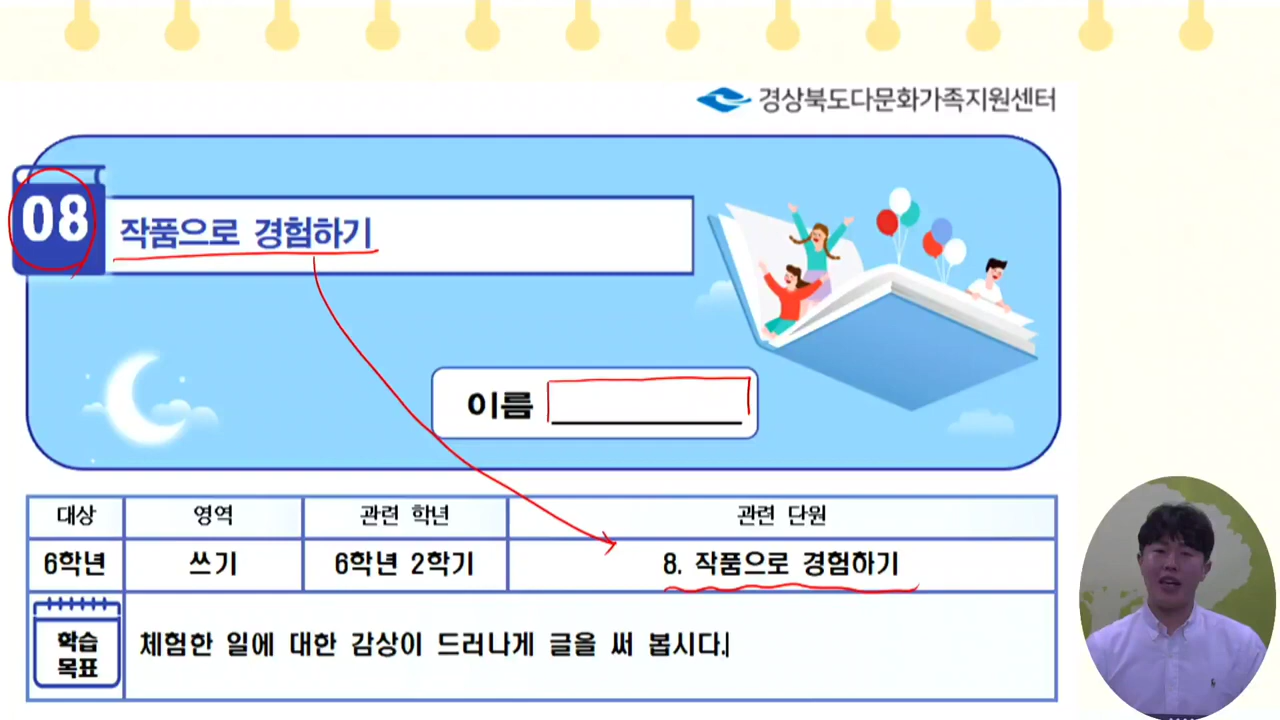 경상북도다문화가족지원센터
08
작품으로 경험하기
이름
대상 영역 관련 학년 관련 단원
6학년 쓰기 6학년 2학기 8. 작품으로 경험하기
학습
목표
체험한 일에 대한 감상이 드러나게 글을 써 봅시다.